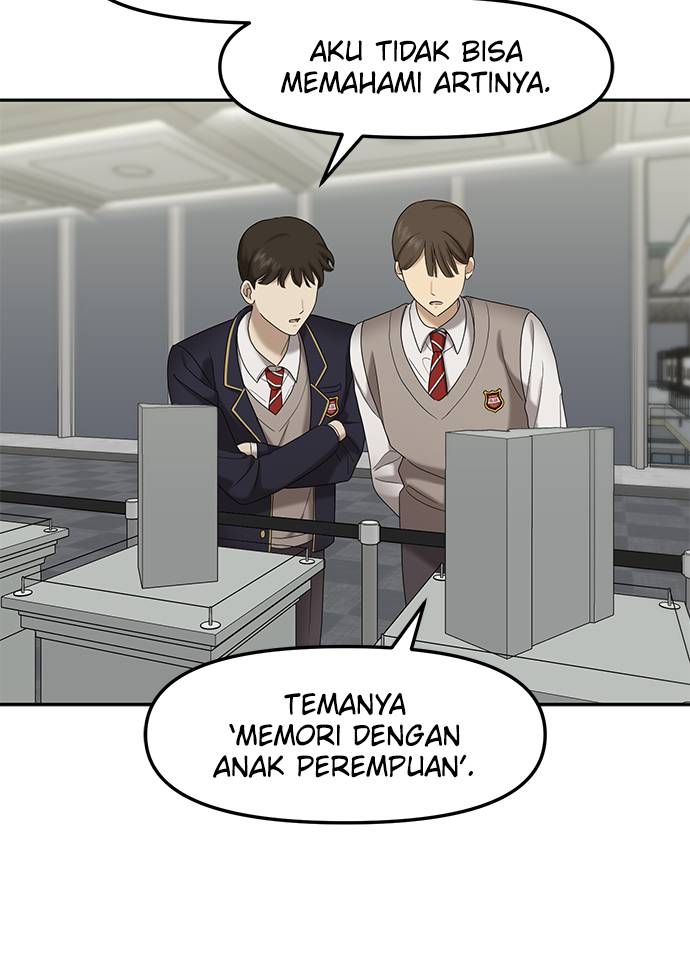 AKU TIDAK BISA
MEMAHAMI ARTINYA.
TEMANYA
‘MEMORI DENGAN
ANAK PEREMPUAN’.